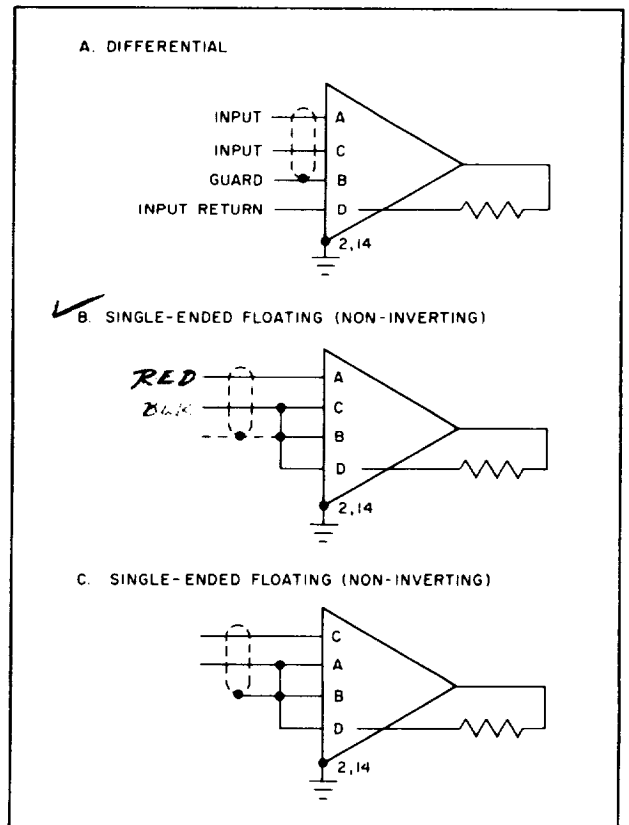 A. DIFFERENTIAL
INPUT A
INPUT C
GUARD B
INPUT RETURN D
2,14
B. SINGLE-ENDED FLOATING (NON-INVERTING)
RED A
BLK C
B
D
2,14
C. SINGLE-ENDED FLOATING (NON-INVERTING)
C
A
B
D
2,14